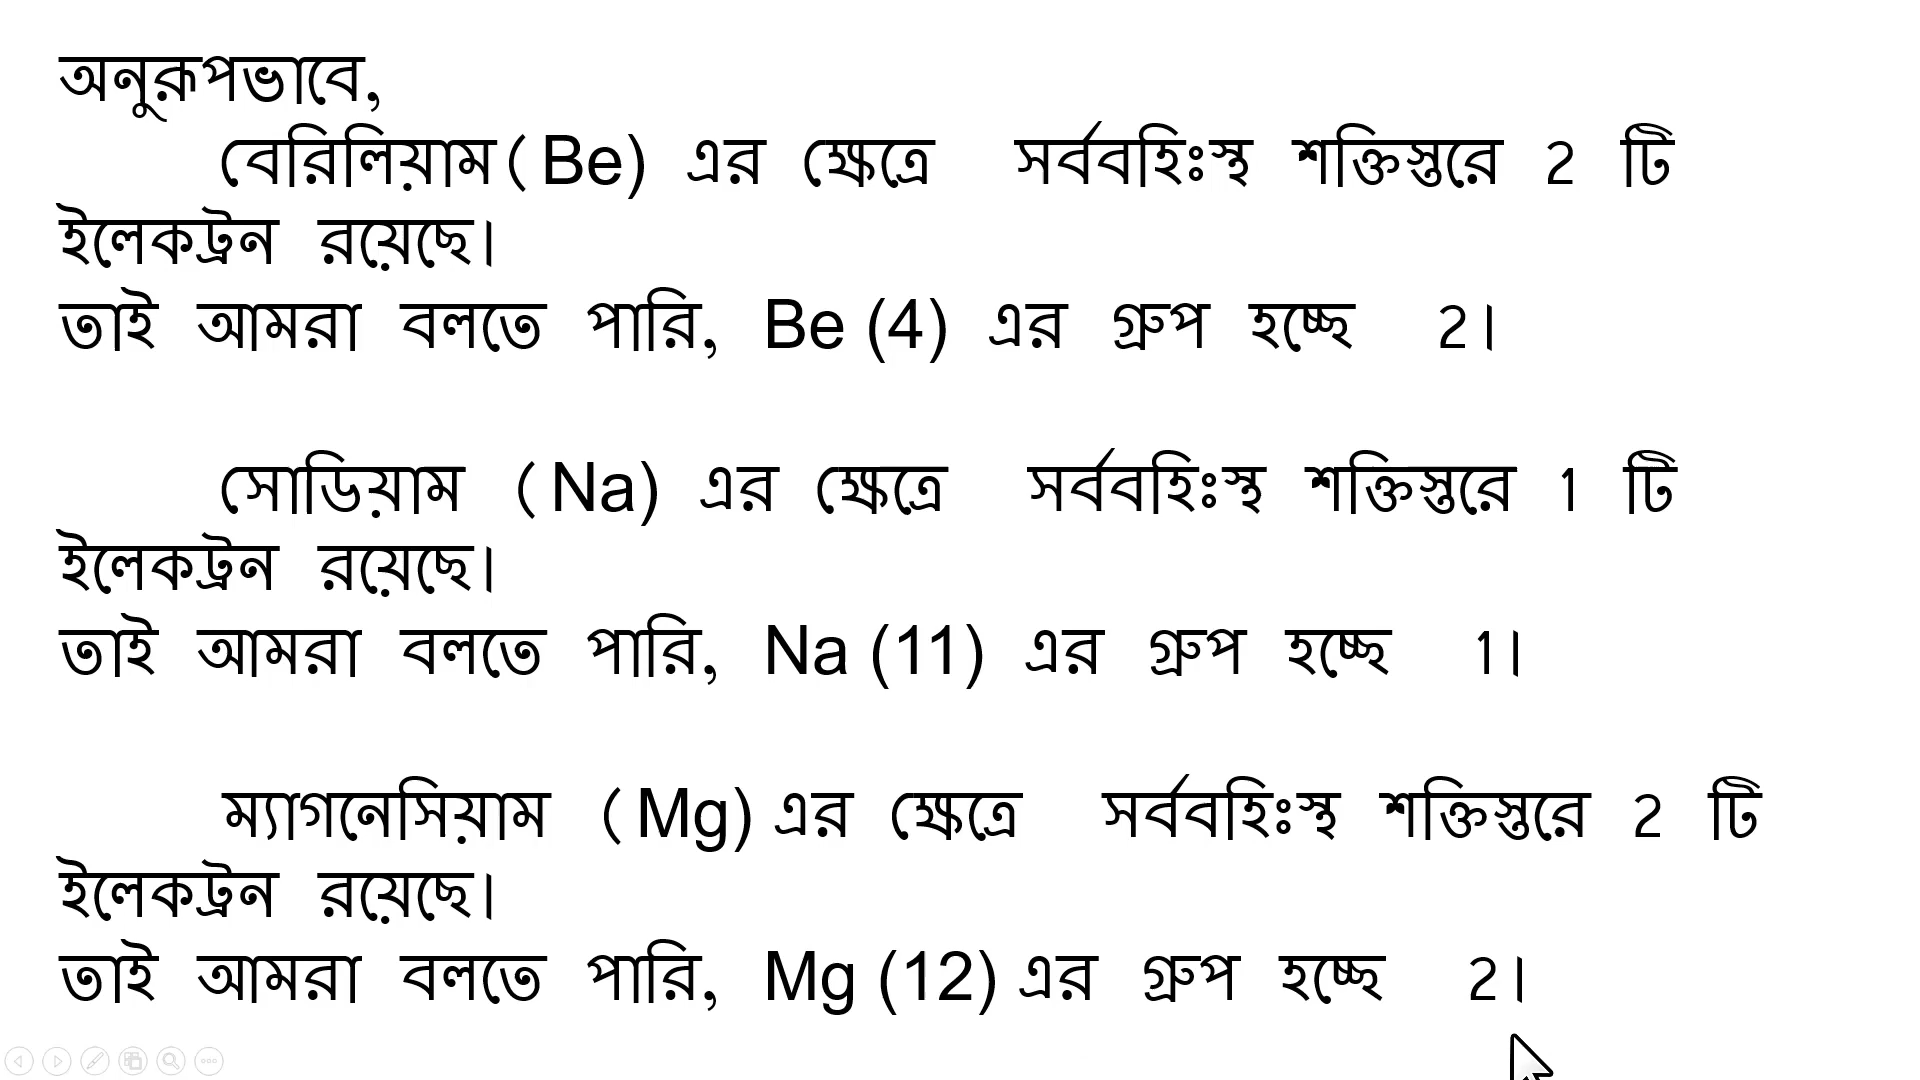 অনুরূপভাবে,
বেরিলিয়াম(Be) এর ক্ষেত্রে সর্ববহিঃস্থ শক্তিস্তরে 2 টি
ইলেকট্রন রয়েছে।
তাই আমরা বলতে পারি, Be (4) এর গ্রুপ হচ্ছে 2।
সোডিয়াম (Na) এর ক্ষেত্রে সর্ববহিঃস্থ শক্তিস্তরে 1 টি
ইলেকট্রন রয়েছে।
তাই আমরা বলতে পারি, Na (11) এর গ্রুপ হচ্ছে 1।
ম্যাগনেসিয়াম (Mg) এর ক্ষেত্রে সর্ববহিঃস্থ শক্তিস্তরে 2 টি
ইলেকট্রন রয়েছে।
তাই আমরা বলতে পারি, Mg (12) এর গ্রুপ হচ্ছে 2।